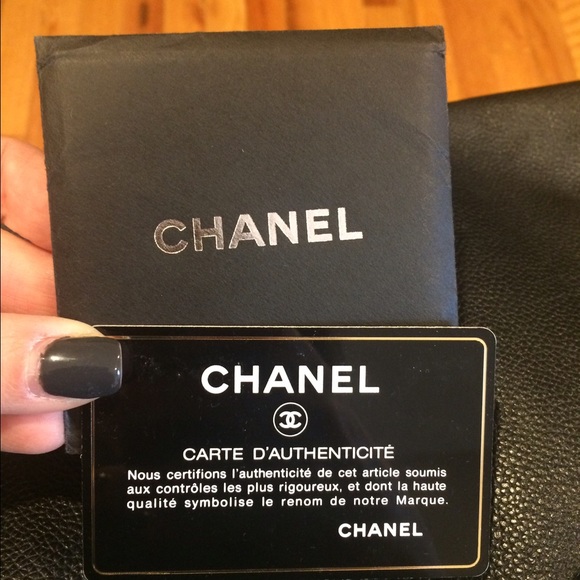 CHANEL
CHANEL
CARTE D'AUTHENTICITÉ
Nous certifions l'authenticité de cet article soumis
aux contrôles les plus rigoureux, et dont la haute
qualité symbolise le renom de notre Marque.
CHANEL